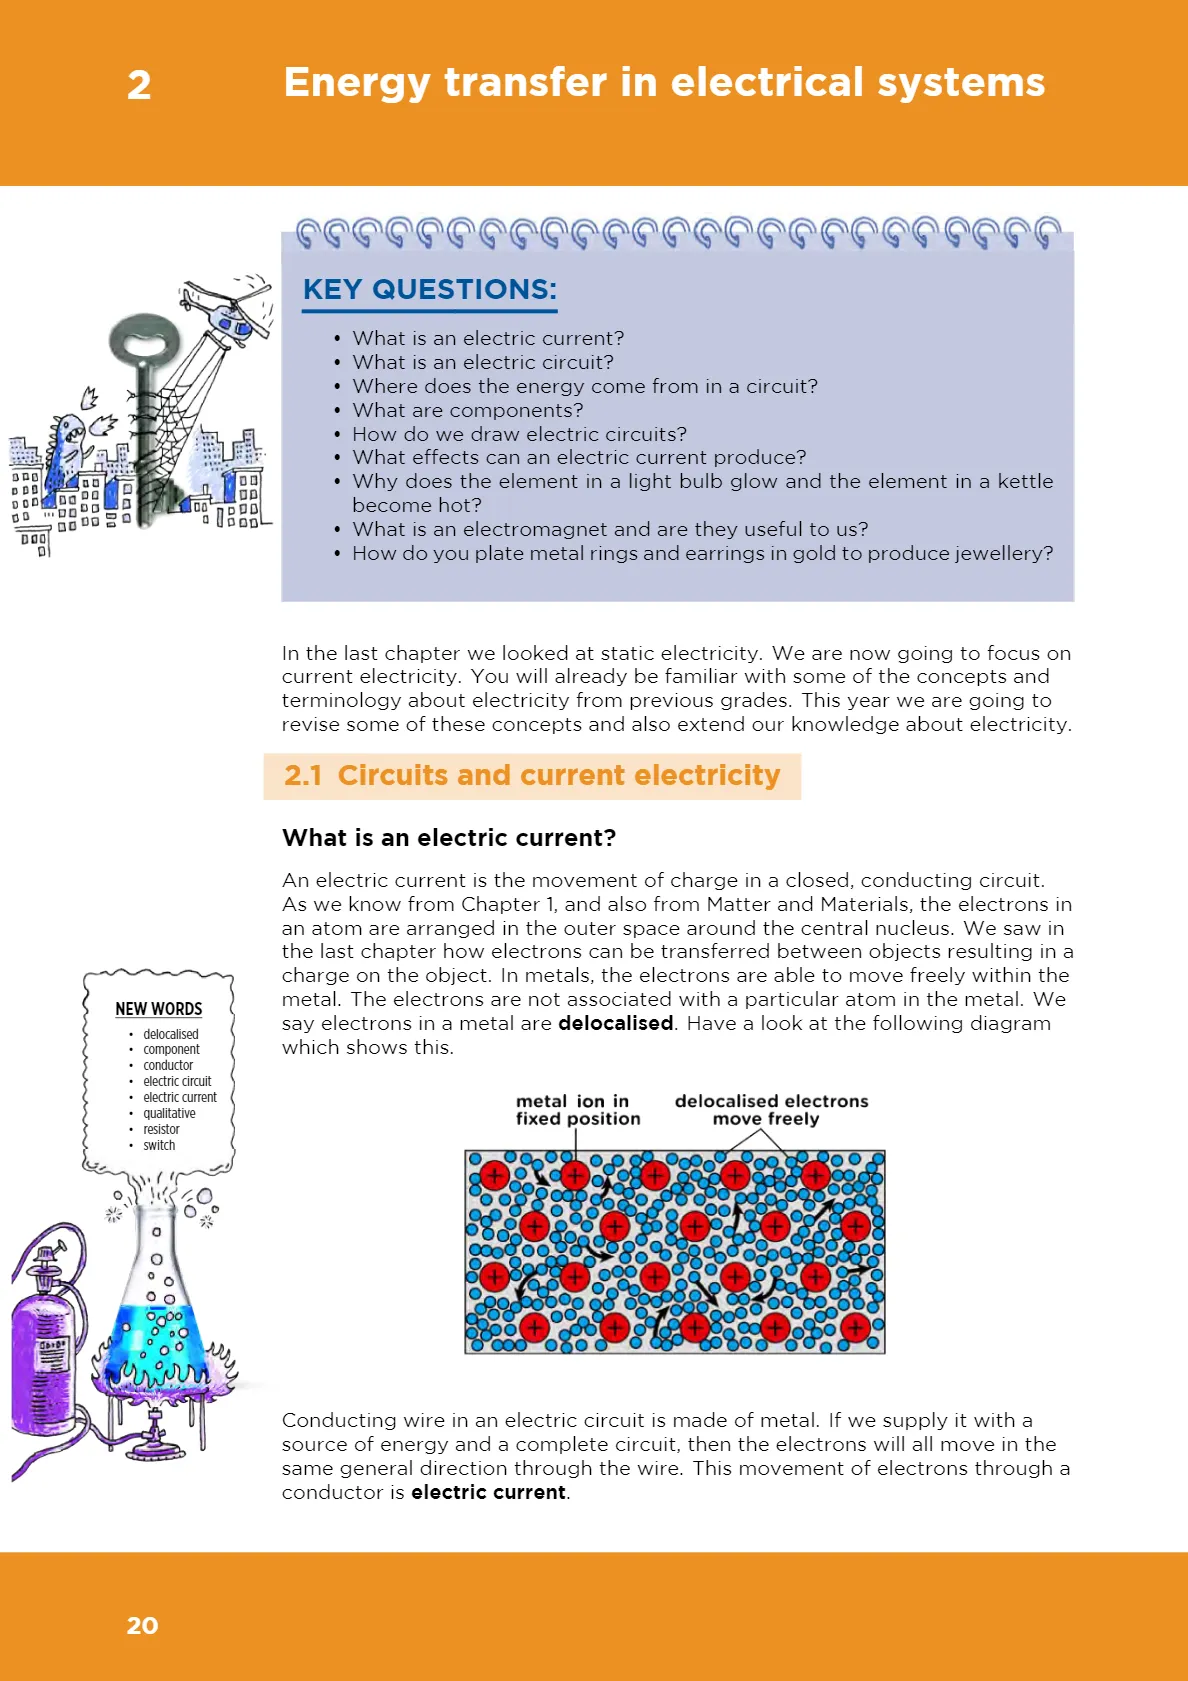 2
Energy transfer in electrical systems
KEY QUESTIONS:
• What is an electric current?
• What is an electric circuit?
• Where does the energy come from in a circuit?
• What are components?
• How do we draw electric circuits?
• What effects can an electric current produce?
• Why does the element in a light bulb glow and the element in a kettle
become hot?
• What is an electromagnet and are they useful to us?
• How do you plate metal rings and earrings in gold to produce jewellery?
In the last chapter we looked at static electricity. We are now going to focus on
current electricity. You will already be familiar with some of the concepts and
terminology about electricity from previous grades. This year we are going to
revise some of these concepts and also extend our knowledge about electricity.
2.1 Circuits and current electricity
What is an electric current?
An electric current is the movement of charge in a closed, conducting circuit.
As we know from Chapter 1, and also from Matter and Materials, the electrons in
an atom are arranged in the outer space around the central nucleus. We saw in
the last chapter how electrons can be transferred between objects resulting in a
charge on the object. In metals, the electrons are able to move freely within the
metal. The electrons are not associated with a particular atom in the metal. We
say electrons in a metal are delocalised. Have a look at the following diagram
which shows this.
NEW WORDS
• delocalised
• component
• conductor
• electric circuit
• electric current
• qualitative
• resistor
• switch
metal ion in
fixed position
delocalised electrons
move freely
Conducting wire in an electric circuit is made of metal. If we supply it with a
source of energy and a complete circuit, then the electrons will all move in the
same general direction through the wire. This movement of electrons through a
conductor is electric current.
20